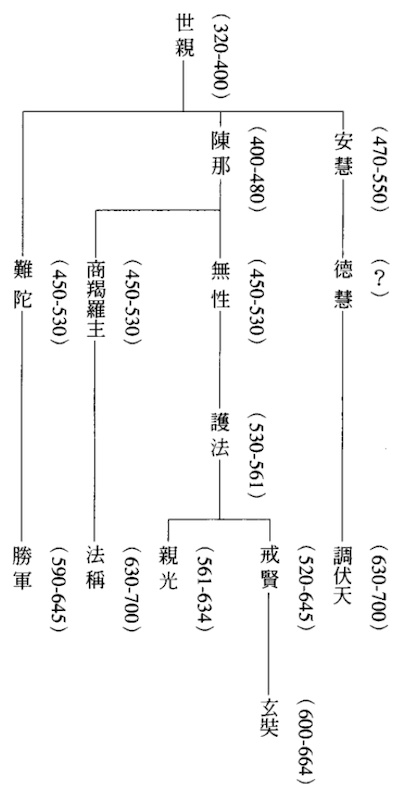 世親 (320-400)
安慧 (470-550)
陳那 (400-480)
德慧 (?)
無性 (450-530)
商羯羅主 (450-530)
難陀 (450-530)
護法 (530-561)
調伏天 (630-700)
戒賢 (520-645)
親光 (561-634)
法稱 (630-700)
勝軍 (590-645)
玄奘 (600-664)